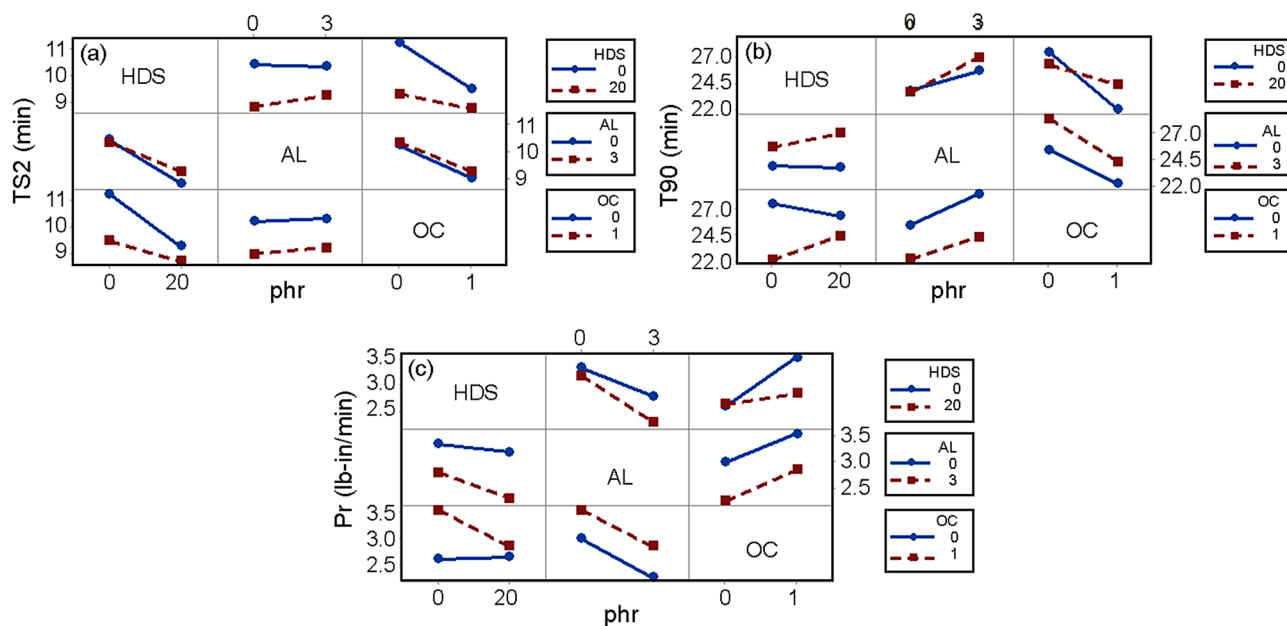 0 3
(a)
11
10
9
HDS
HDS
0
20
TS2 (min)
AL
11
10
9
AL
0
3
11
10
9
OC
OC
0
1
0 20 0 1
phr
0 3
(b)
27.0
24.5
22.0
HDS
HDS
0
20
T90 (min)
AL
27.0
24.5
22.0
AL
0
3
27.0
24.5
22.0
OC
OC
0
1
0 20 0 1
phr
0 3
(c)
3.5
3.0
2.5
HDS
HDS
0
20
Pr (lb-in/min)
AL
3.5
3.0
2.5
AL
0
3
3.5
3.0
2.5
OC
OC
0
1
0 20 0 1
phr